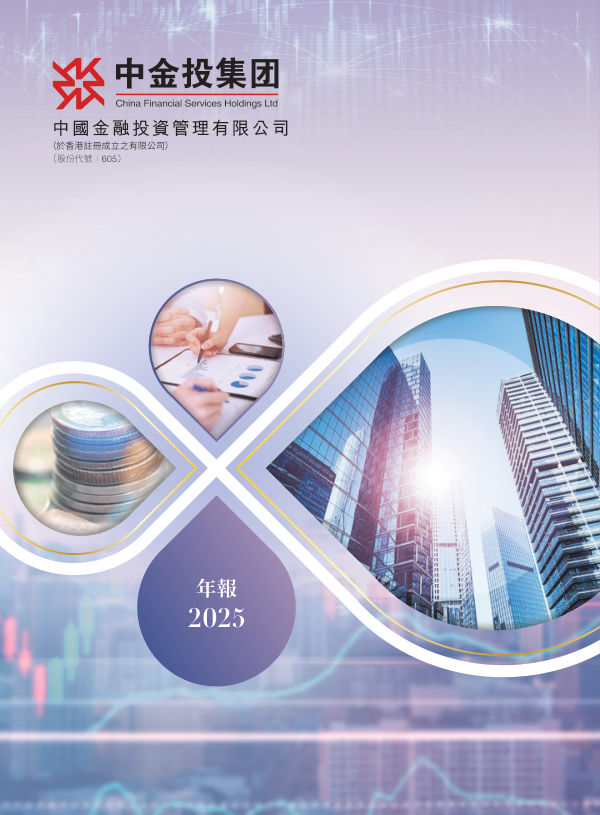 中金投集团
China Financial Services Holdings Ltd
中國金融投資管理有限公司
(於香港註冊成立之有限公司)
(股份代號：605)
年報
2025